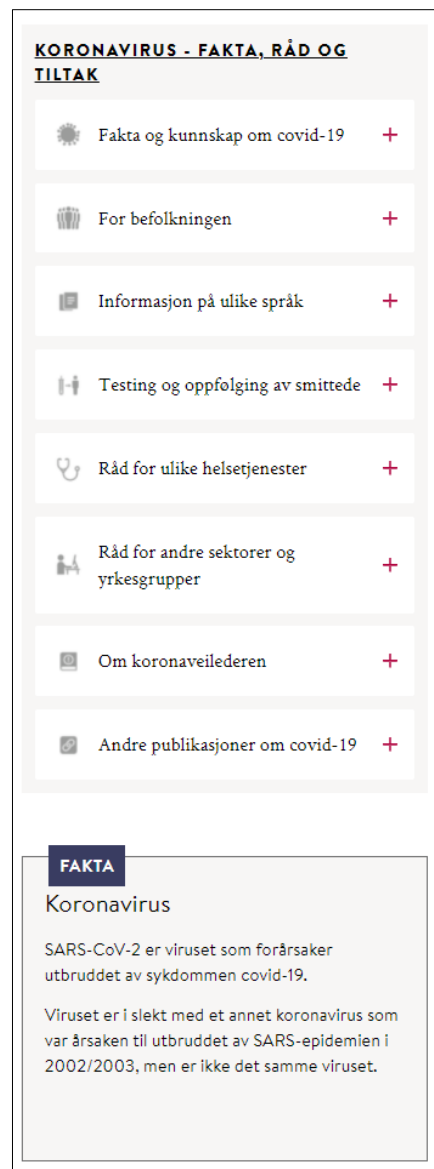 KORONAVIRUS - FAKTA, RÅD OG
TILTAK
Fakta og kunnskap om covid-19 +
For befolkningen +
Informasjon på ulike språk +
Testing og oppfølging av smittede +
Råd for ulike helsetjenester +
Råd for andre sektorer og
yrkesgrupper +
Om koronaveilederen +
Andre publikasjoner om covid-19 +
FAKTA
Koronavirus
SARS-CoV-2 er viruset som forårsaker
utbruddet av sykdommen covid-19.
Viruset er i slekt med et annet koronavirus som
var årsaken til utbruddet av SARS-epidemien i
2002/2003, men er ikke det samme viruset.